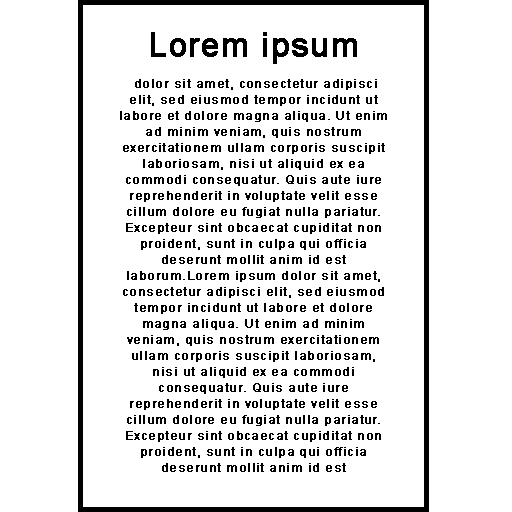 Lorem ipsum
dolor sit amet, consectetur adipisci
elit, sed eiusmod tempor incidunt ut
labore et dolore magna aliqua. Ut enim
ad minim veniam, quis nostrum
exercitationem ullam corporis suscipit
laboriosam, nisi ut aliquid ex ea
commodi consequatur. Quis aute iure
reprehenderit in voluptate velit esse
cillum dolore eu fugiat nulla pariatur.
Excepteur sint obcaecat cupiditat non
proident, sunt in culpa qui officia
deserunt mollit anim id est
laborum.Lorem ipsum dolor sit amet,
consectetur adipisci elit, sed eiusmod
tempor incidunt ut labore et dolore
magna aliqua. Ut enim ad minim
veniam, quis nostrum exercitationem
ullam corporis suscipit laboriosam,
nisi ut aliquid ex ea commodi
consequatur. Quis aute iure
reprehenderit in voluptate velit esse
cillum dolore eu fugiat nulla pariatur.
Excepteur sint obcaecat cupiditat non
proident, sunt in culpa qui officia
deserunt mollit anim id est